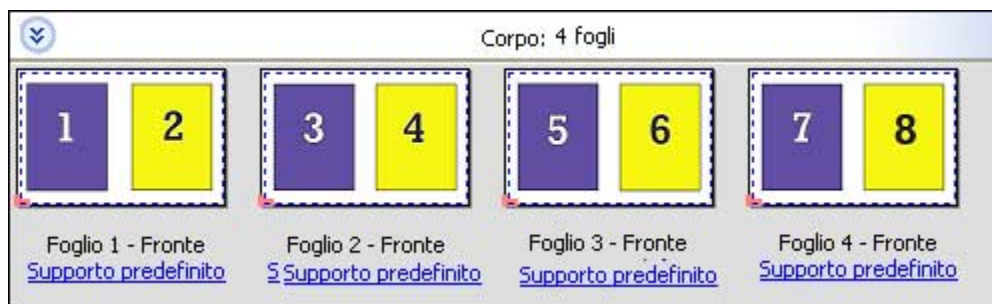 Corpo: 4 fogli
1 2 3 4 5 6 7 8
Foglio 1 - Fronte Foglio 2 - Fronte Foglio 3 - Fronte Foglio 4 - Fronte
Supporto predefinito S Supporto predefinito Supporto predefinito Supporto predefinito